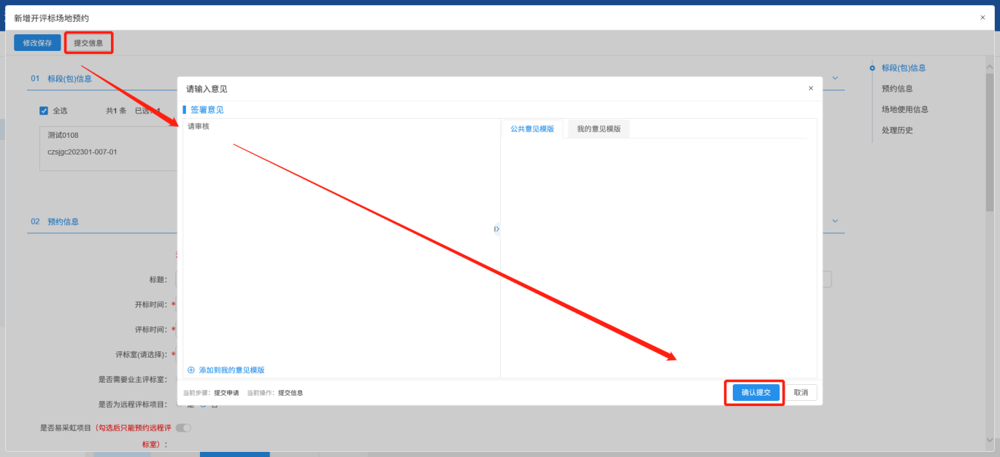 新增开评标场地预约
修改保存 提交信息
01 标段(包)信息
全选 共1 条 已选: 1
测试0108
czsjgc202301-007-01
02 预约信息
标题：
开标时间：*
评标时间：*
评标室(请选择)：*
是否需要业主评标室：
是否为远程评标项目： 是 否
是否易采虹项目（勾选后只能预约远程评
标室）：
请输入意见
签署意见
请审核
公共意见模版 我的意见模版
添加到我的意见模版
当前步骤：提交申请 当前操作：提交信息
确认提交 取消
标段(包)信息
预约信息
场地使用信息
处理历史